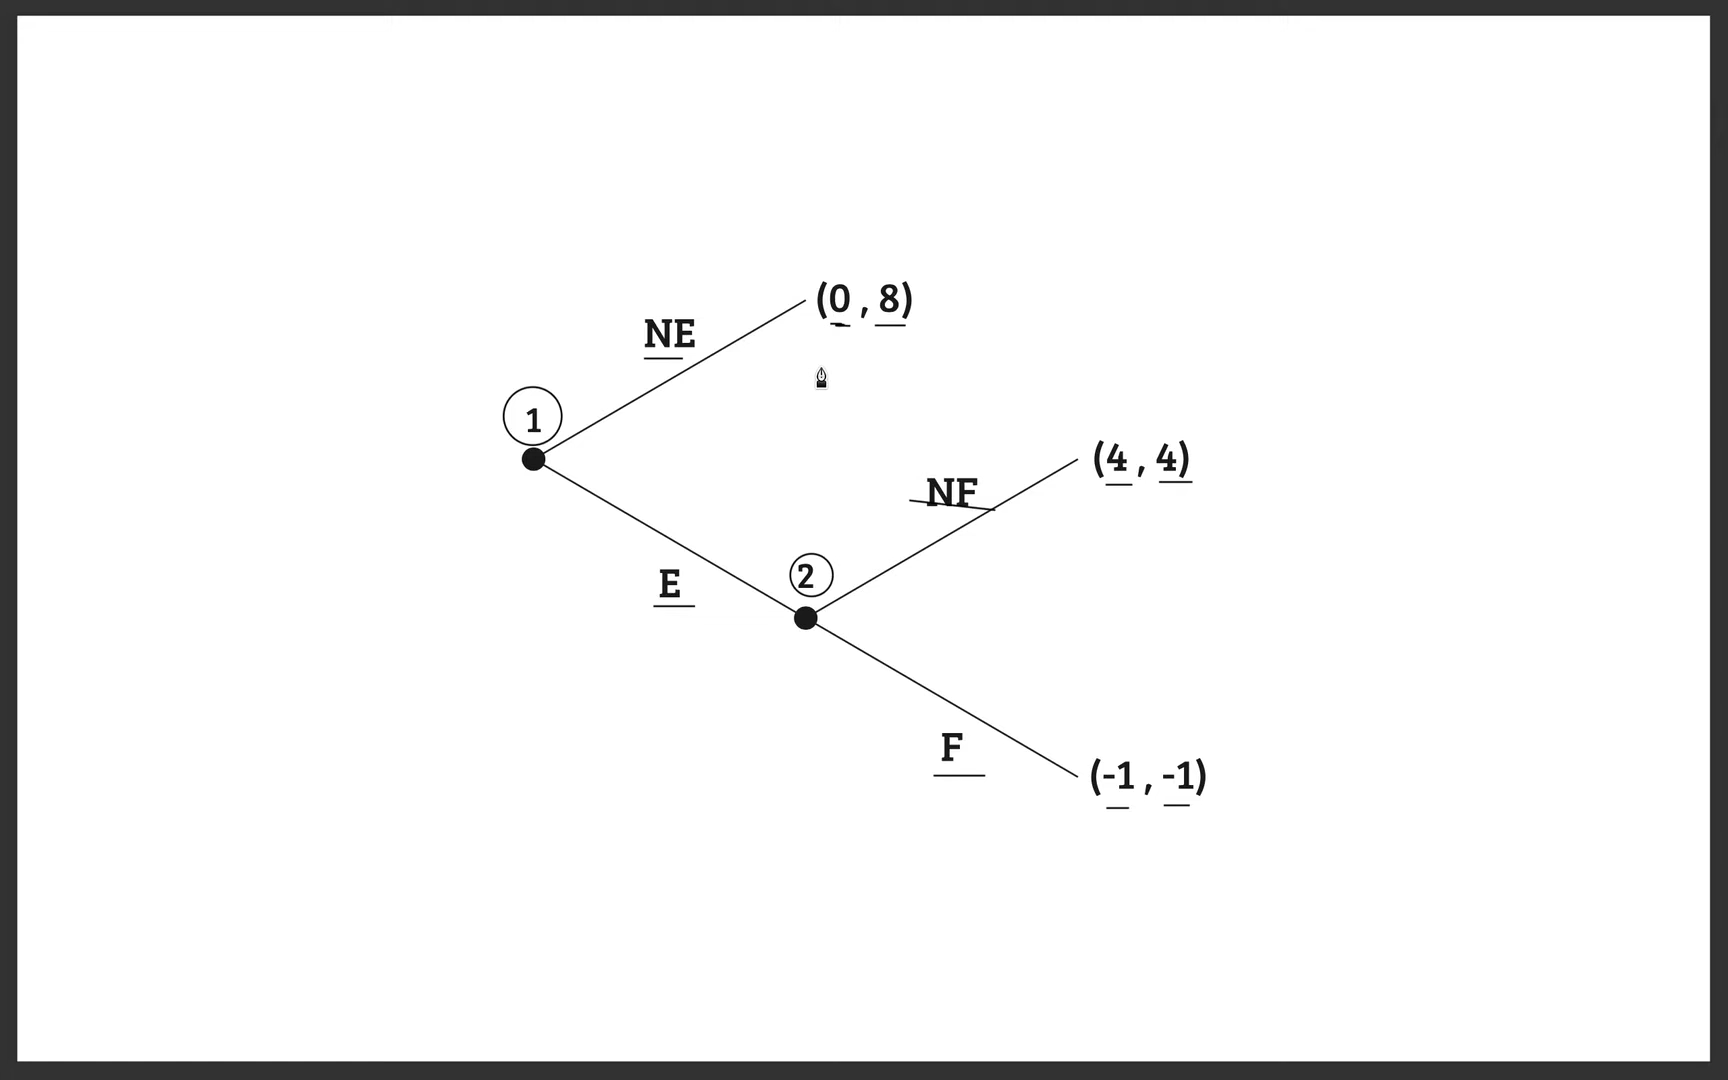 (0 , 8)
NE
1
(4 , 4)
NF
2
E
F
(-1 , -1)